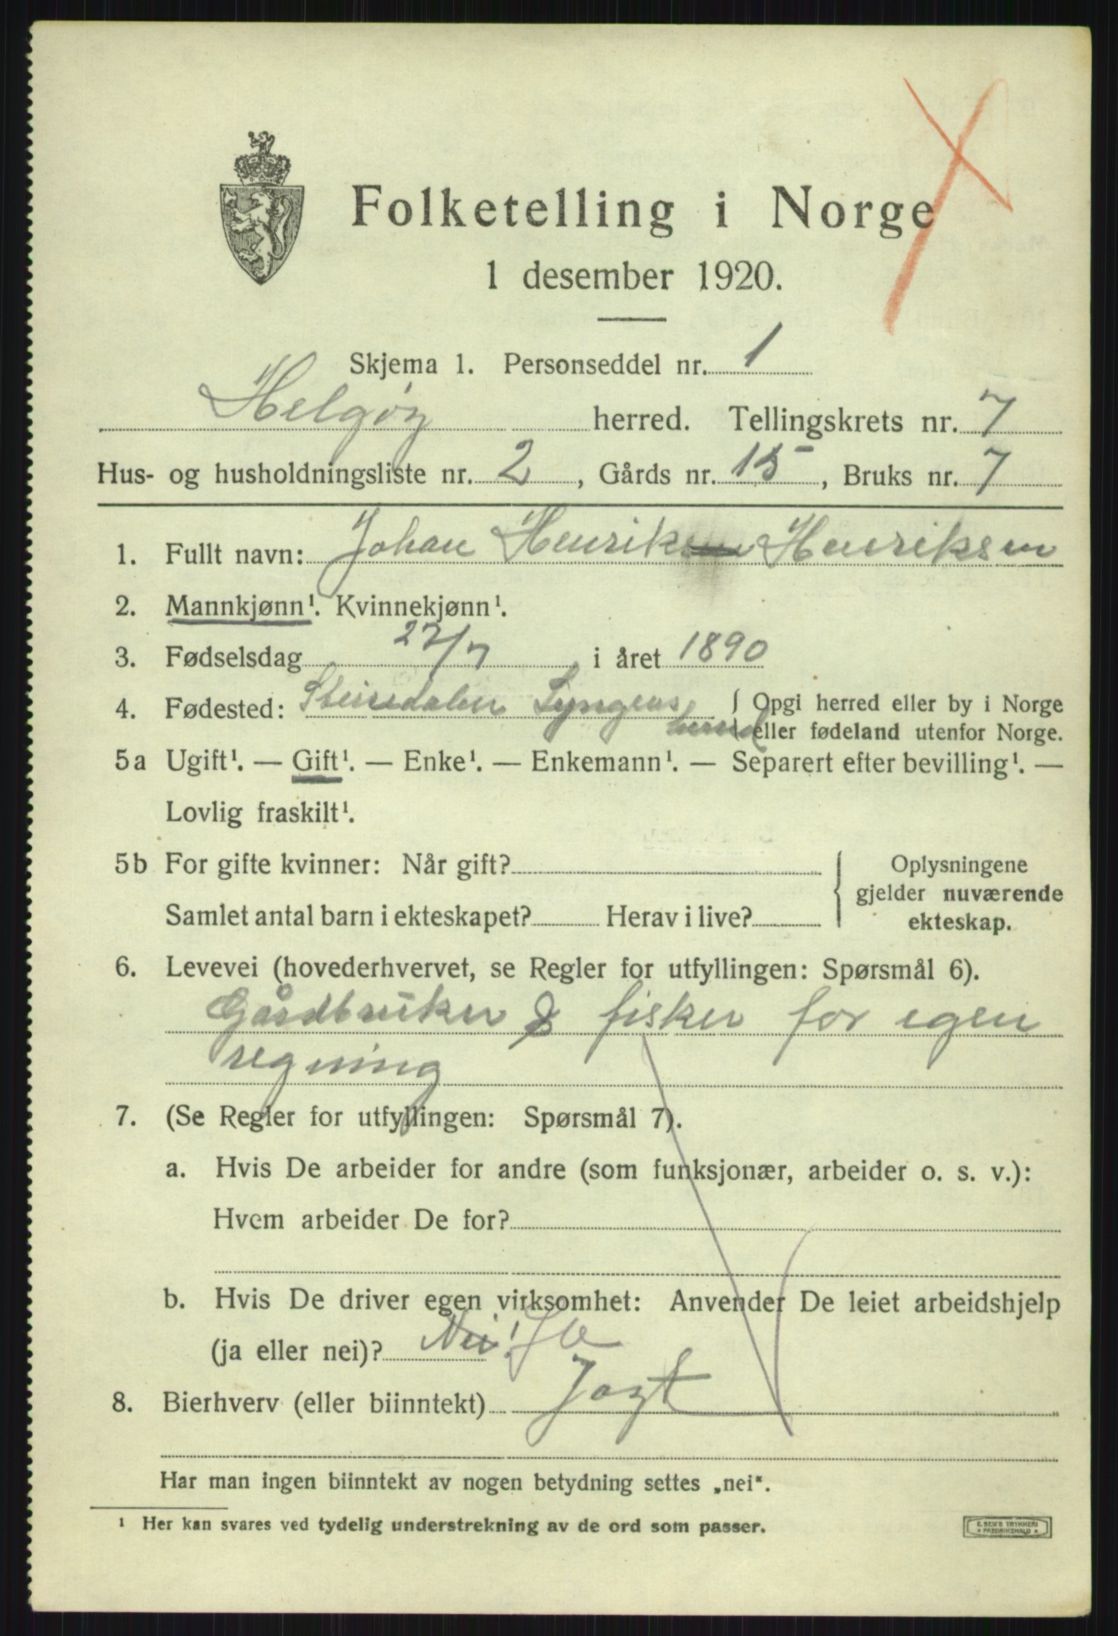 Folketelling i Norge
1 desember 1920.
Skjema 1. Personseddel nr. 1
Helgøy herred. Tellingskrets nr. 7
Hus- og husholdningsliste nr. 2, Gårds nr. 15, Bruks nr. 7
1. Fullt navn: Johan Henriksen Henriksen
2. Mannkjønn¹. Kvinnekjønn¹.
3. Fødselsdag 22/7 i året 1890
4. Fødested: Lyngens herred { Opgi herred eller by i Norge
eller fødeland utenfor Norge.
5a Ugift¹. — Gift¹. — Enke¹. — Enkemann¹. — Separert efter bevilling¹. —
Lovlig fraskilt¹.
5b For gifte kvinner: Når gift?
Samlet antal barn i ekteskapet? Herav i live?
Oplysningene
gjelder nuværende
ekteskap.
6. Levevei (hovederhvervet, se Regler for utfyllingen: Spørsmål 6).
Gårdbruker & fisker for egen
regning
7. (Se Regler for utfyllingen: Spørsmål 7).
a. Hvis De arbeider for andre (som funksjonær, arbeider o. s. v.):
Hvem arbeider De for?
b. Hvis De driver egen virksomhet: Anvender De leiet arbeidshjelp
(ja eller nei)? Nei! Ja
8. Bierhverv (eller biinntekt) Jagt
Har man ingen biinntekt av nogen betydning settes „nei“.
¹ Her kan svares ved tydelig understrekning av de ord som passer.